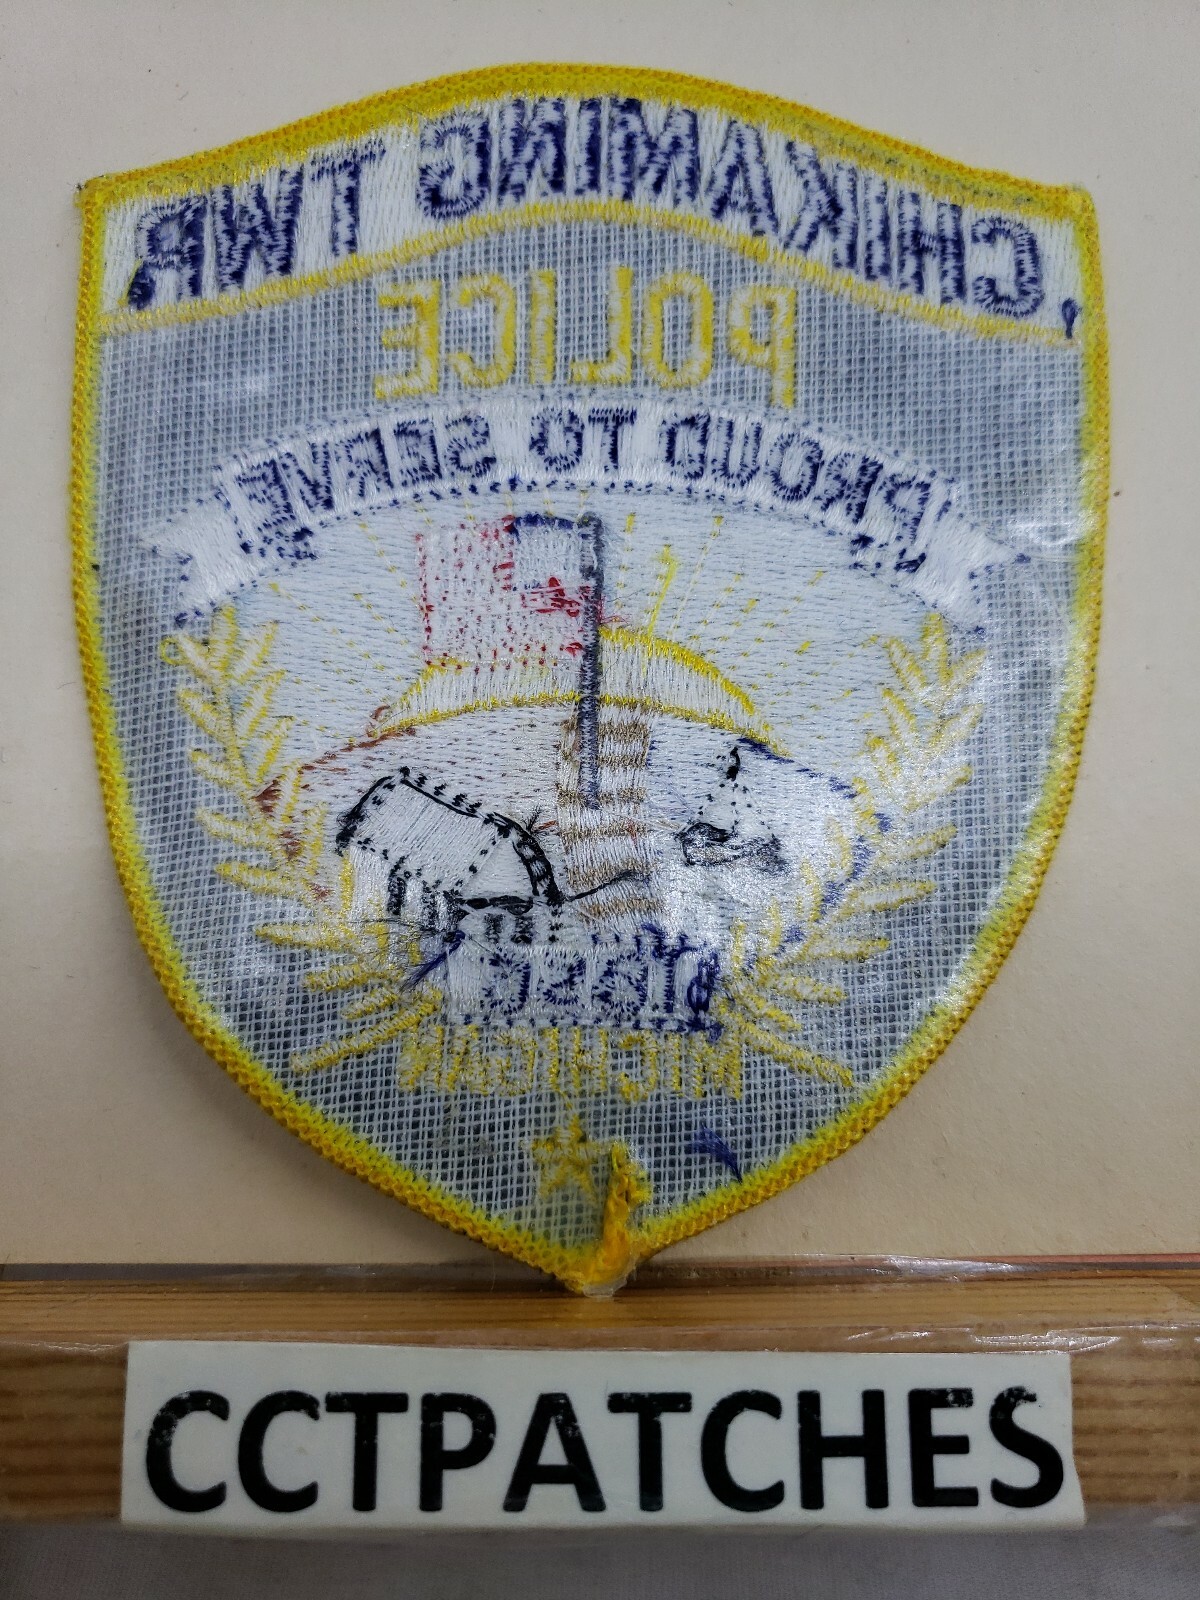 CHIKAMING TWP.
POLICE
PROUD TO SERVE
MICHIGAN
CCTPATCHES